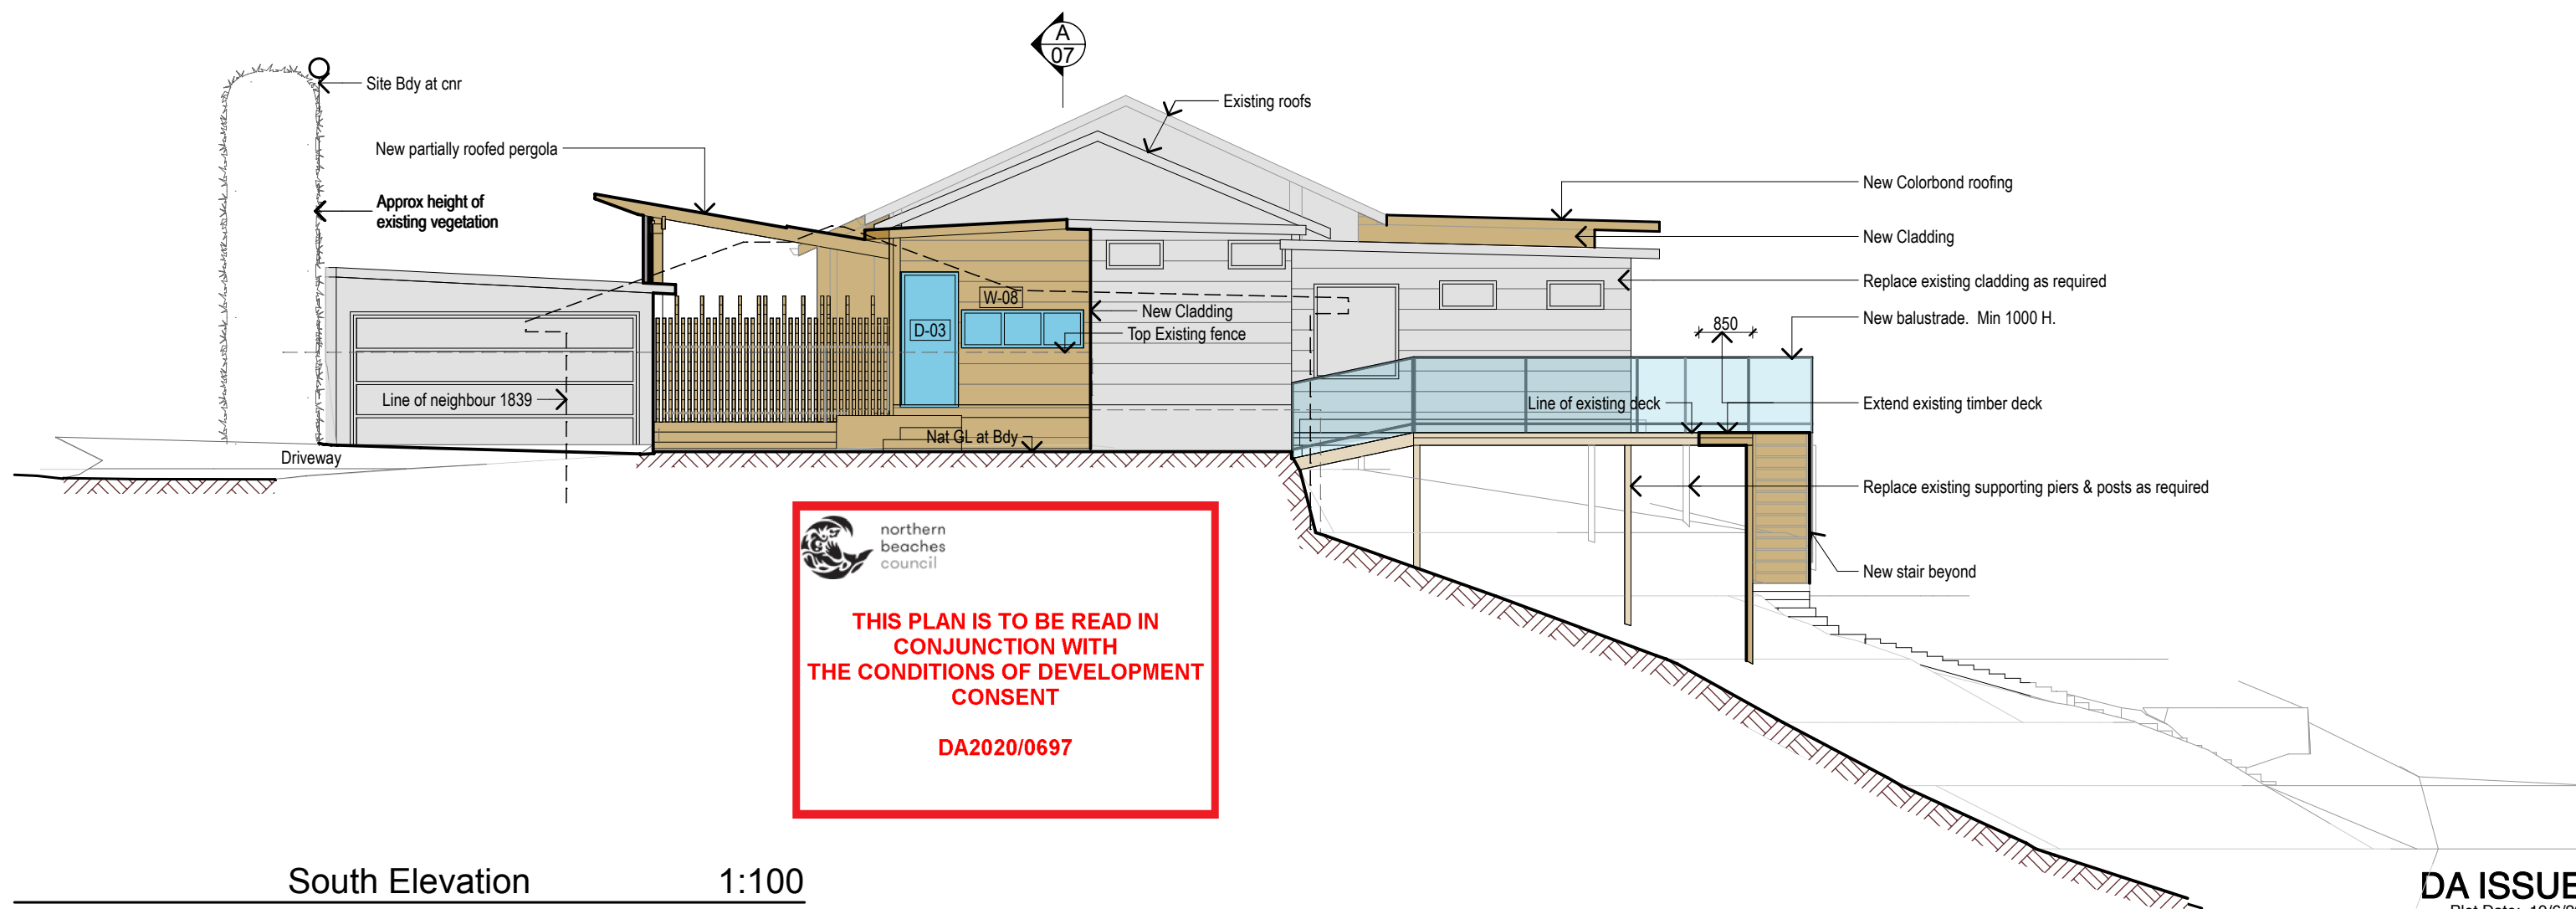 A
07
Site Bdy at cnr
Existing roofs
New partially roofed pergola
New Colorbond roofing
Approx height of
existing vegetation
New Cladding
Replace existing cladding as required
W-08
New Cladding
D-03
Top Existing fence
850
New balustrade.  Min 1000 H.
Line of neighbour 1839
Line of existing deck
Extend existing timber deck
Nat GL at Bdy
Driveway
Replace existing supporting piers & posts as required
northern
beaches
council
New stair beyond
THIS PLAN IS TO BE READ IN
CONJUNCTION WITH
THE CONDITIONS OF DEVELOPMENT
CONSENT
DA2020/0697
South Elevation 1:100
DA ISSUE